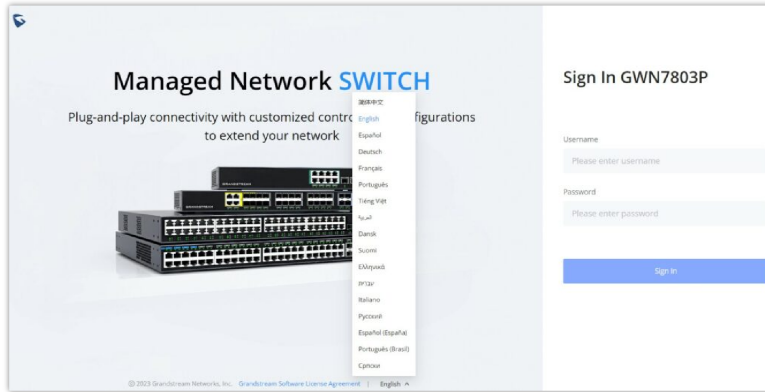 Managed Network SWITCH
Plug-and-play connectivity with customized contro figurations
to extend your network
简体中文
English
Español
Deutsch
Français
Português
Tiếng Việt
العربية
Dansk
Suomi
Ελληνικά
עברית
Italiano
Русский
Español (España)
Português (Brasil)
Српски
© 2023 Grandstream Networks, Inc. Grandstream Software License Agreement | English
Sign In GWN7803P
Username
Please enter username
Password
Please enter password
Sign In